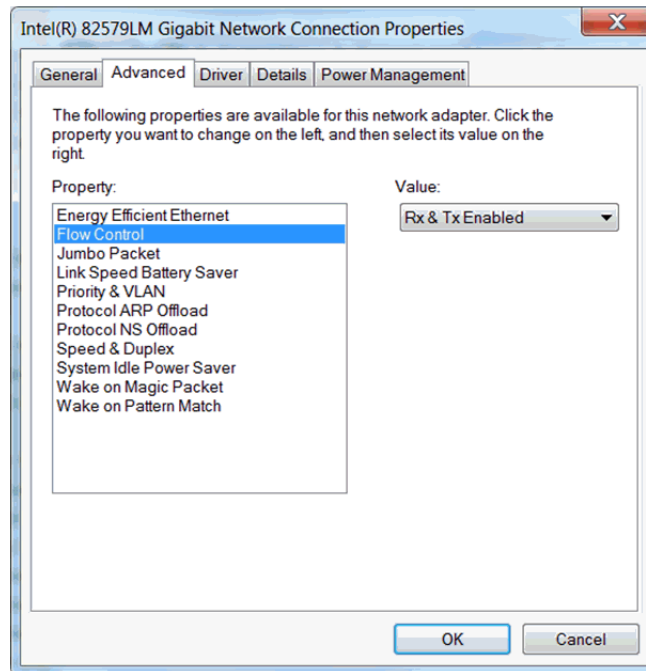 Intel(R) 82579LM Gigabit Network Connection Properties
General Advanced Driver Details Power Management
The following properties are available for this network adapter. Click the
property you want to change on the left, and then select its value on the
right.
Property:
Value:
Energy Efficient Ethernet
Rx & Tx Enabled
Flow Control
Jumbo Packet
Link Speed Battery Saver
Priority & VLAN
Protocol ARP Offload
Protocol NS Offload
Speed & Duplex
System Idle Power Saver
Wake on Magic Packet
Wake on Pattern Match
OK
Cancel